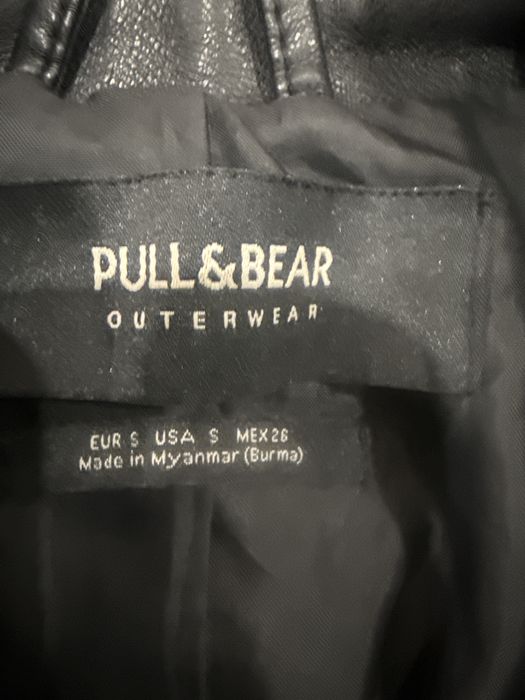 PULL&BEAR
OUTERWEAR
EUR S USA S MEX26
Made in Myanmar (Burma)